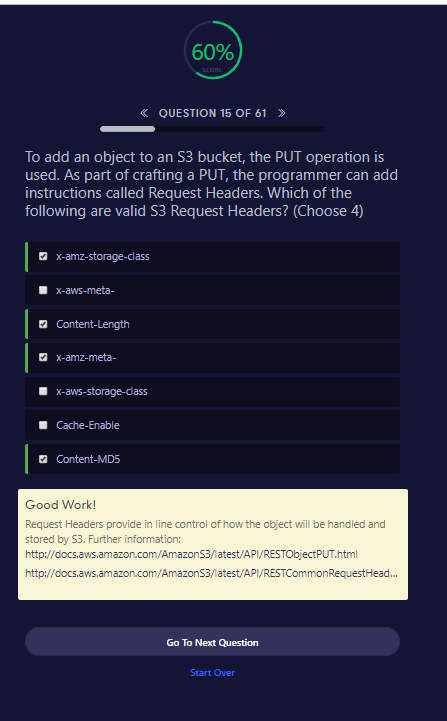 60%
SCORE
« QUESTION 15 OF 61 »
To add an object to an S3 bucket, the PUT operation is
used. As part of crafting a PUT, the programmer can add
instructions called Request Headers. Which of the
following are valid S3 Request Headers? (Choose 4)
x-amz-storage-class
x-aws-meta-
Content-Length
x-amz-meta-
x-aws-storage-class
Cache-Enable
Content-MD5
Good Work!
Request Headers provide in line control of how the object will be handled and
stored by S3. Further information:
http://docs.aws.amazon.com/AmazonS3/latest/API/RESTObjectPUT.html
http://docs.aws.amazon.com/AmazonS3/latest/API/RESTCommonRequestHead...
Go To Next Question
Start Over